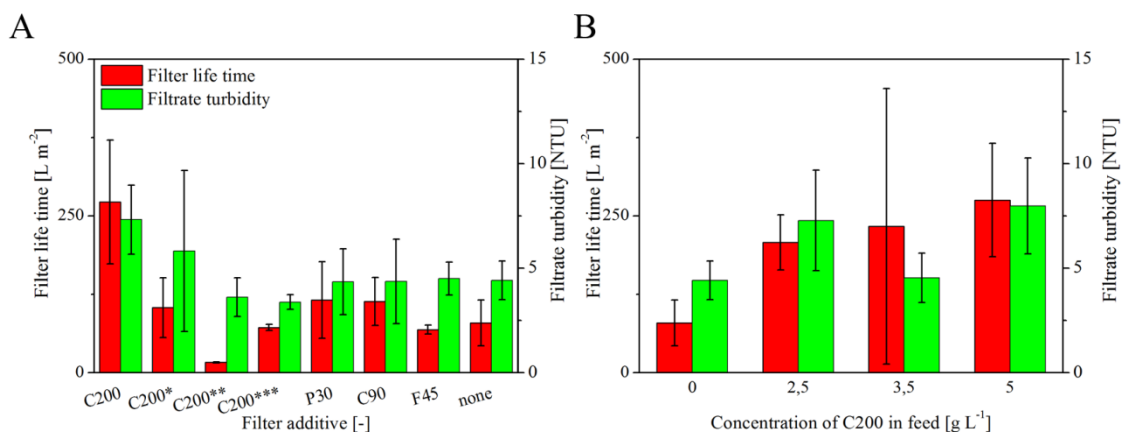 A
B
500
250
0
Filter life time [L m⁻²]
Filter life time
Filtrate turbidity
15
10
5
0
Filtrate turbidity [NTU]
C200
C200*
C200**
C200***
P30
C90
F45
none
Filter additive [-]
500
250
0
Filter life time [L m⁻²]
15
10
5
0
Filtrate turbidity [NTU]
0
2,5
3,5
5
Concentration of C200 in feed [g L⁻¹]